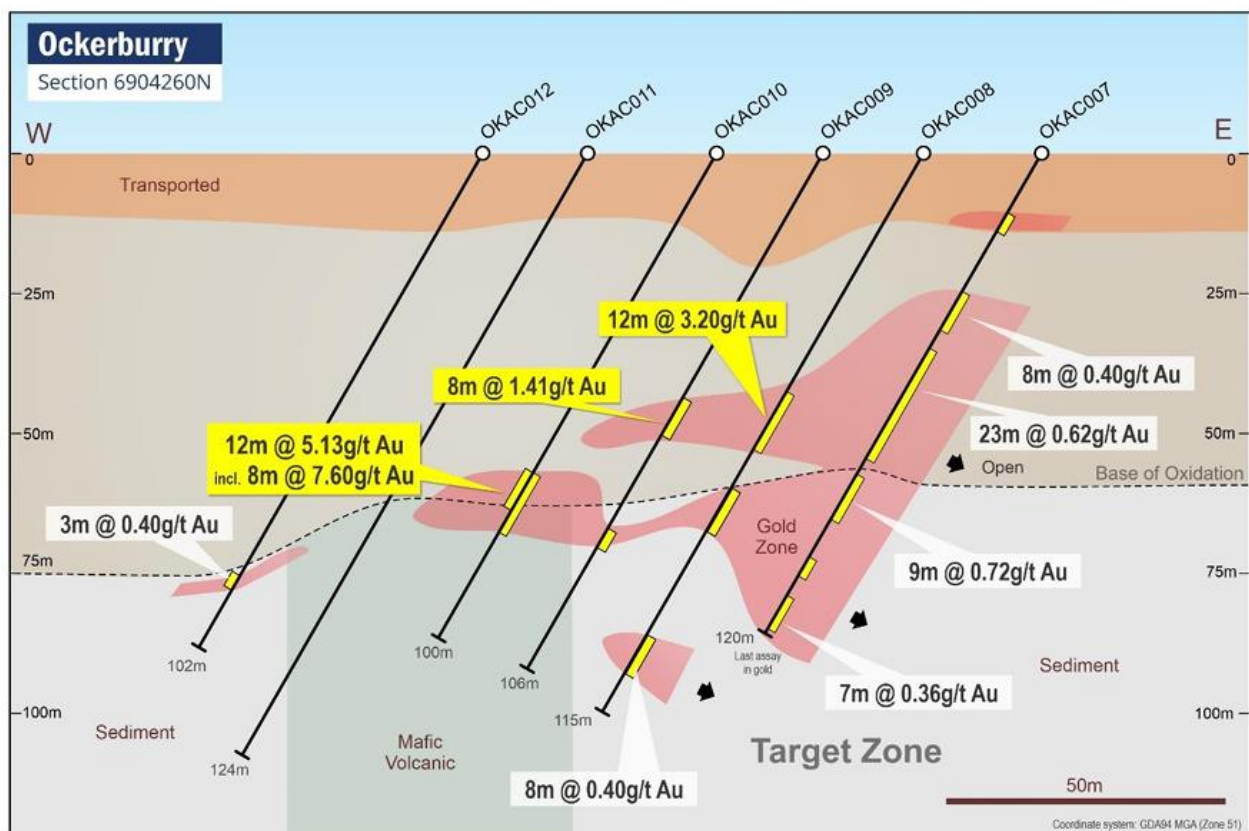 Ockerburry
Section 6904260N
OKAC012
OKAC011
OKAC010
OKAC009
OKAC008
OKAC007
W
E
0
0
Transported
25m
25m
12m @ 3.20g/t Au
8m @ 0.40g/t Au
8m @ 1.41g/t Au
23m @ 0.62g/t Au
50m
50m
12m @ 5.13g/t Au
incl. 8m @ 7.60g/t Au
Open
Base of Oxidation
3m @ 0.40g/t Au
Gold
Zone
75m
75m
9m @ 0.72g/t Au
102m
100m
106m
120m
Last assay
in gold
Sediment
7m @ 0.36g/t Au
100m
100m
115m
Sediment
Mafic
Volcanic
124m
Target Zone
8m @ 0.40g/t Au
50m
Coordinate system: GDA94 MGA (Zone 51)